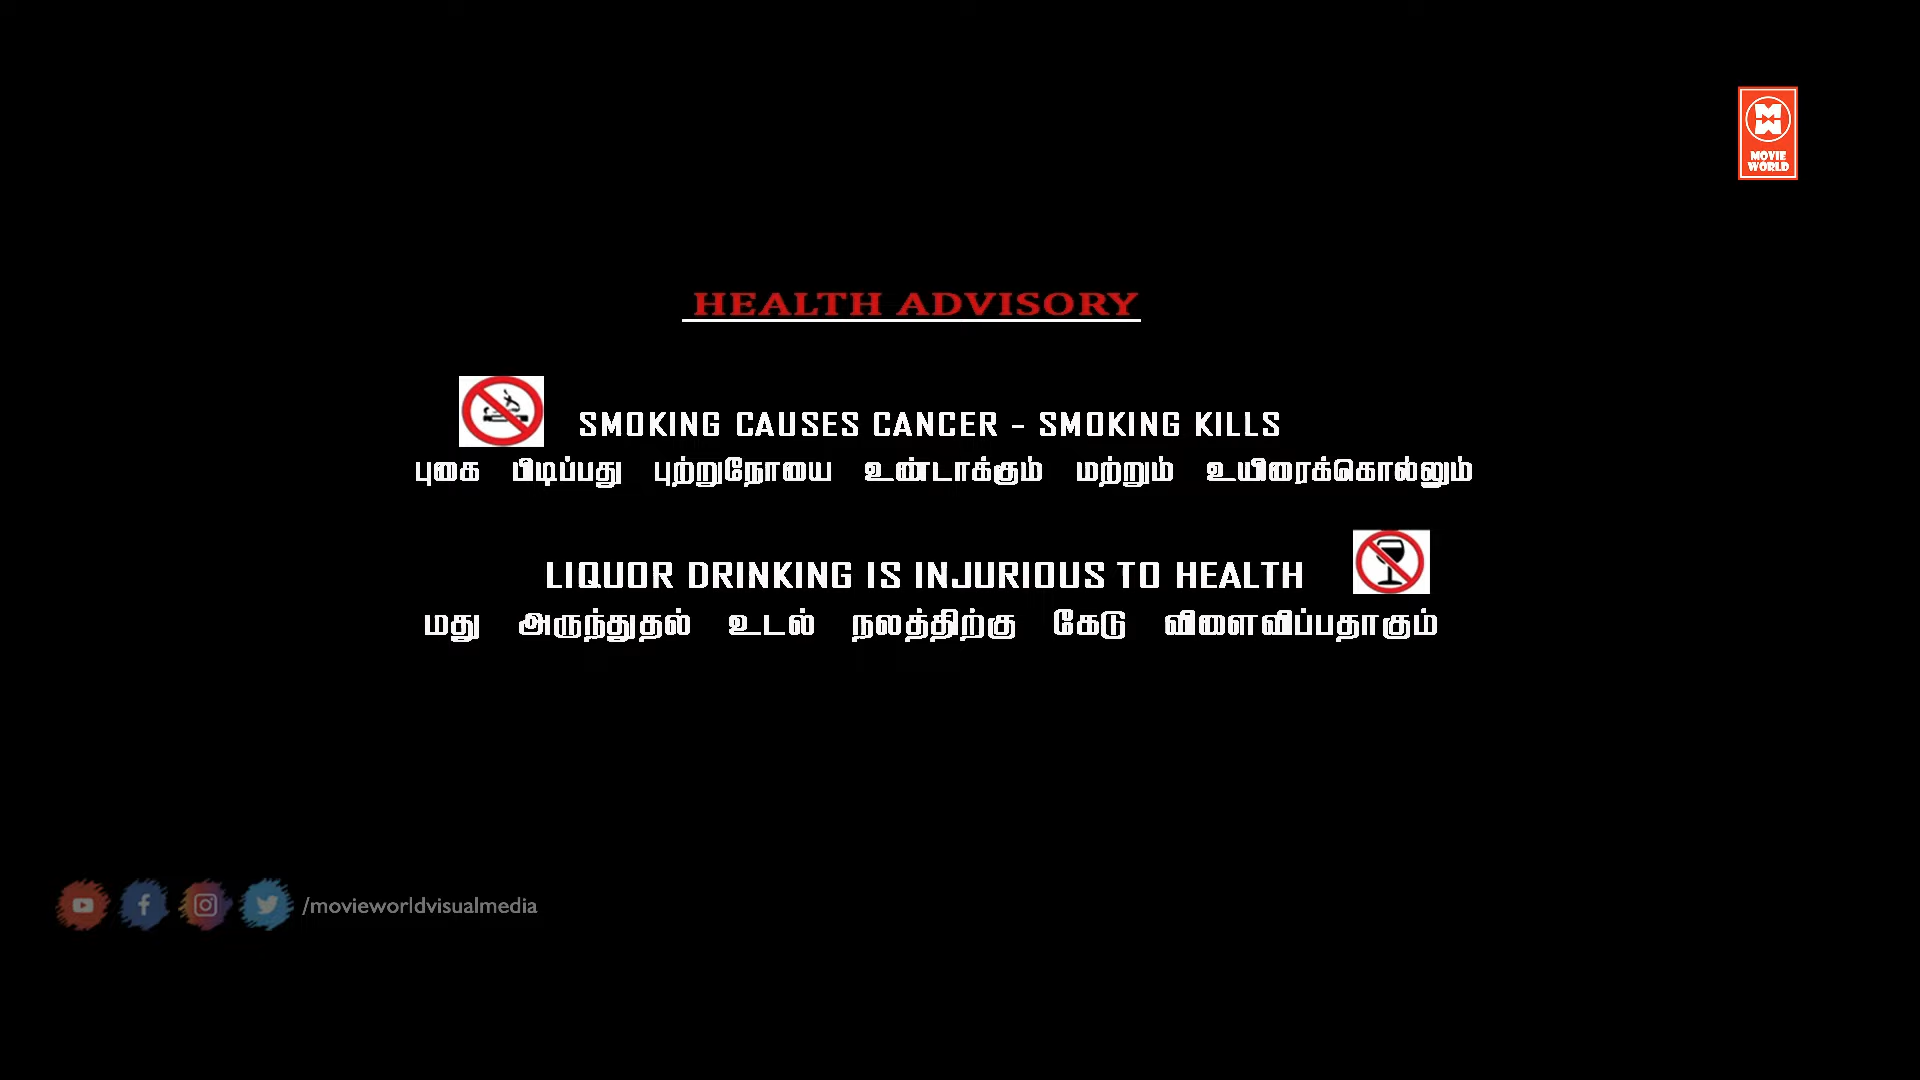 MOVIE
WORLD
HEALTH ADVISORY
SMOKING CAUSES CANCER - SMOKING KILLS
புகை பிடிப்பது புற்றுநோயை உண்டாக்கும் மற்றும் உயிரைக்கொல்லும்
LIQUOR DRINKING IS INJURIOUS TO HEALTH
மது அருந்துதல் உடல் நலத்திற்கு கேடு விளைவிப்பதாகும்
/movieworldvisualmedia